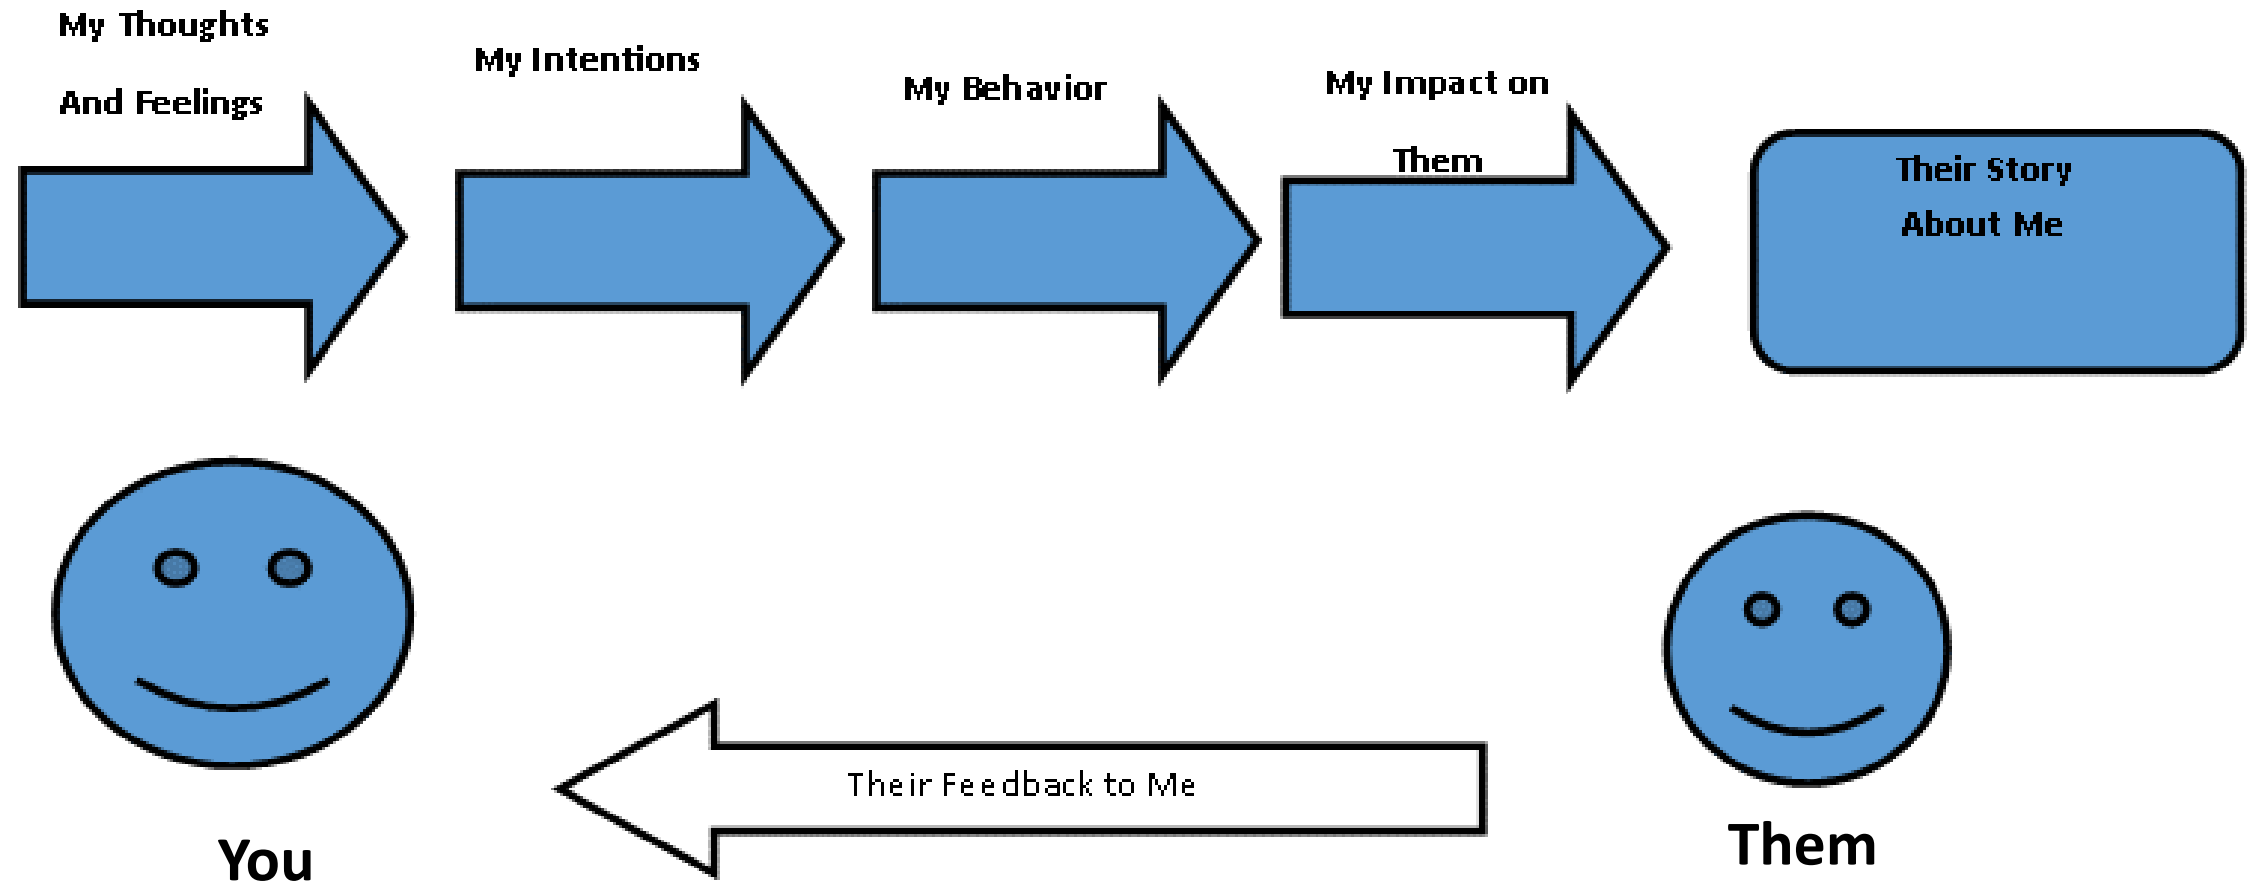 My Thoughts
And Feelings
My Intentions
My Behavior
My Impact on
Them
Their Story
About Me
Their Feedback to Me
You
Them